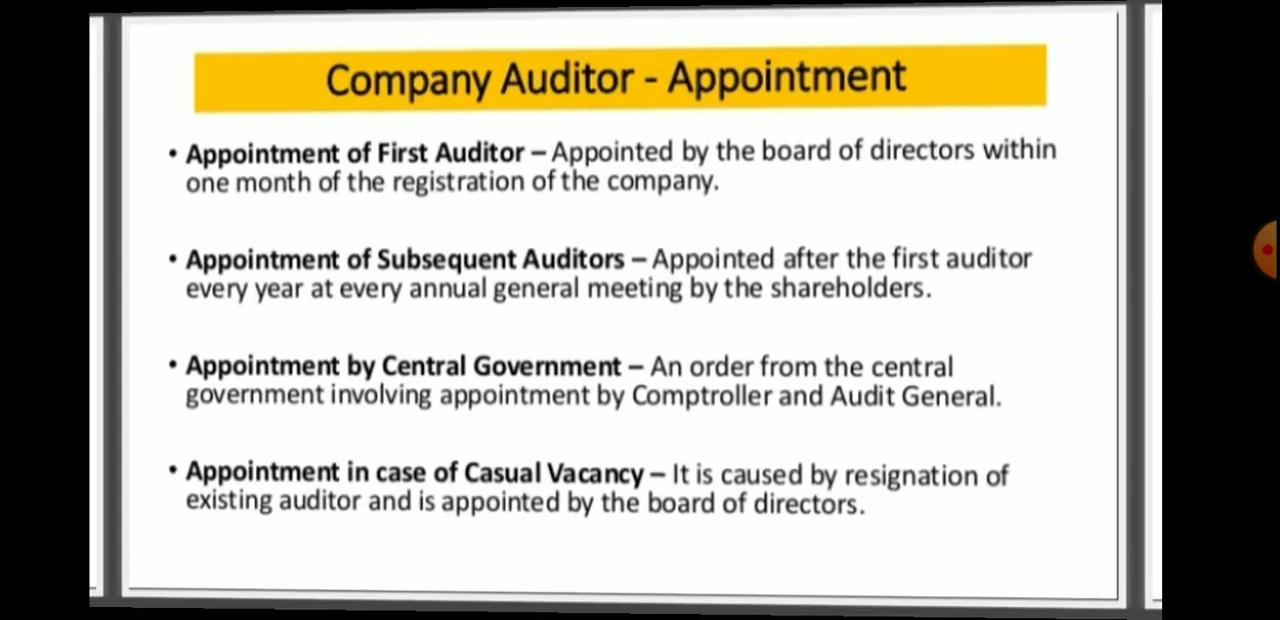 Company Auditor - Appointment
• Appointment of First Auditor – Appointed by the board of directors within
one month of the registration of the company.
• Appointment of Subsequent Auditors – Appointed after the first auditor
every year at every annual general meeting by the shareholders.
• Appointment by Central Government – An order from the central
government involving appointment by Comptroller and Audit General.
• Appointment in case of Casual Vacancy – It is caused by resignation of
existing auditor and is appointed by the board of directors.